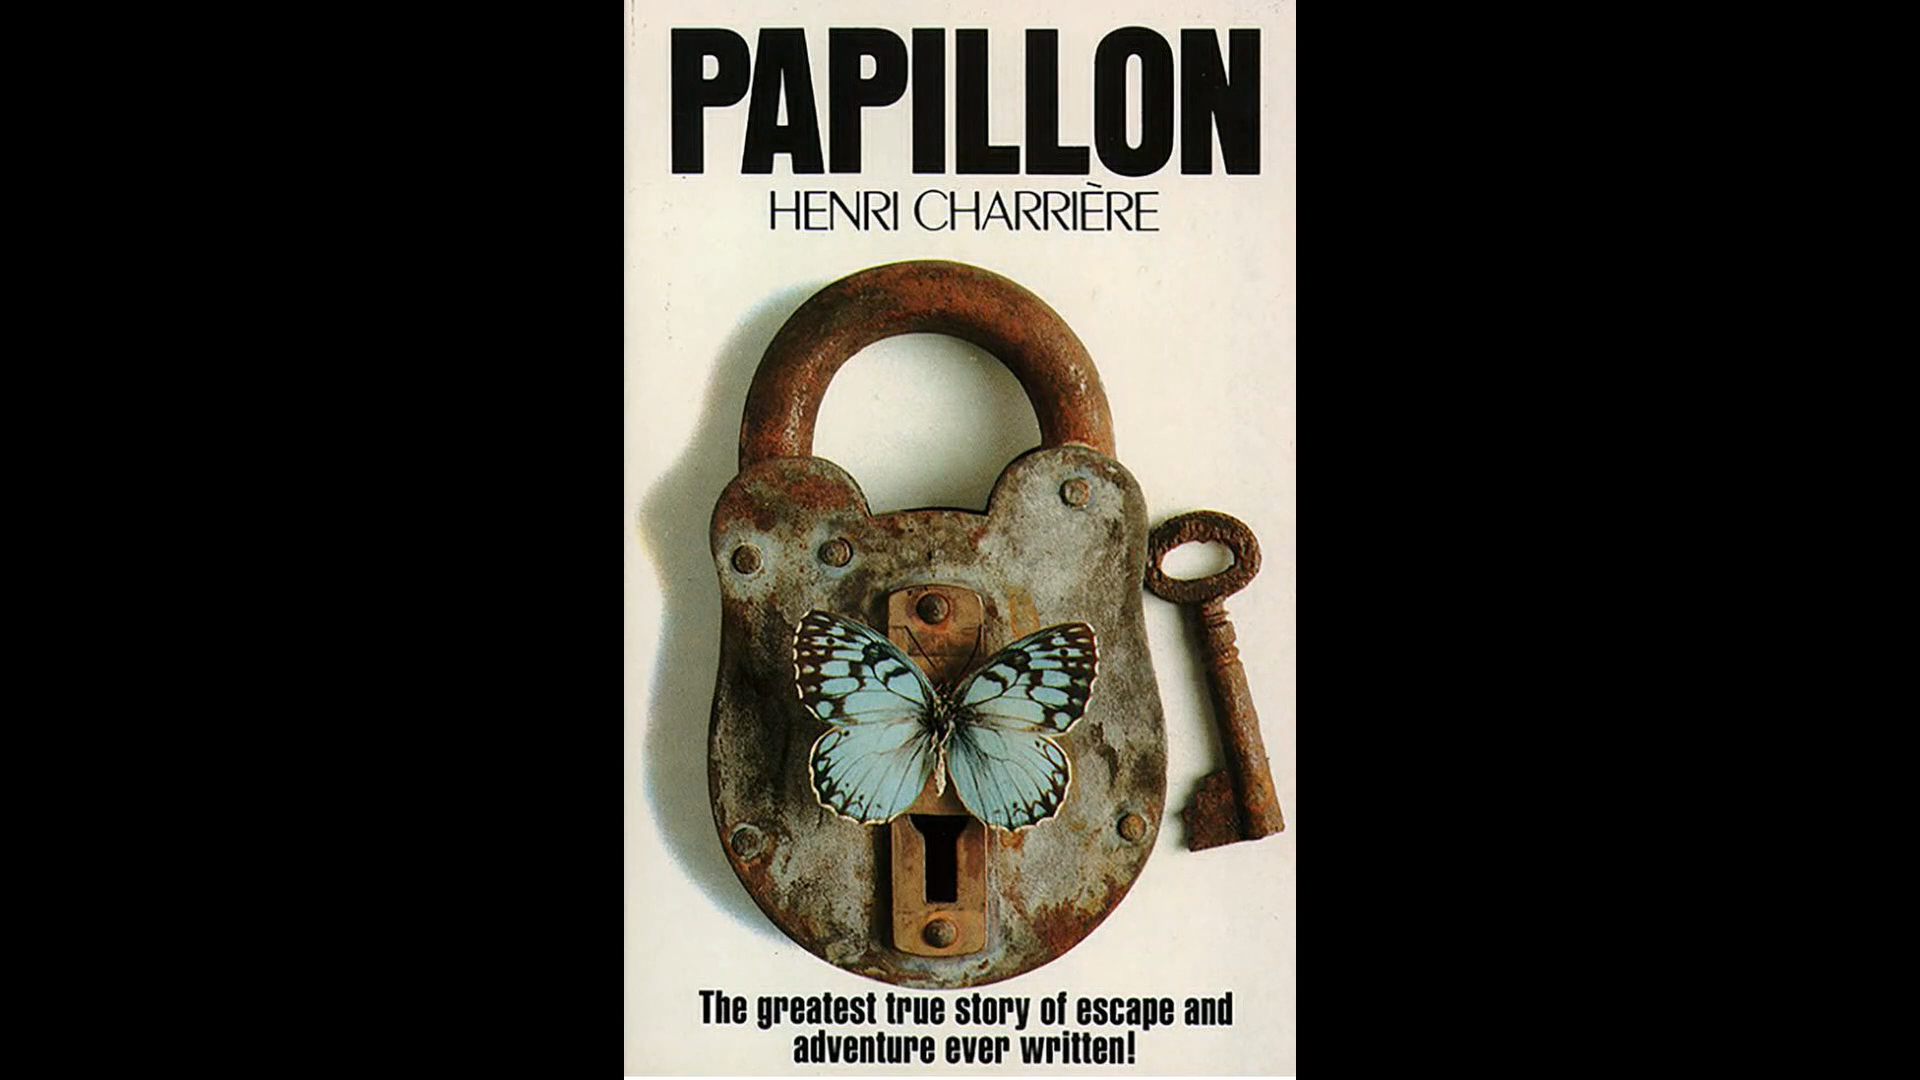 PAPILLON
HENRI CHARRIÈRE
The greatest true story of escape and
adventure ever written!